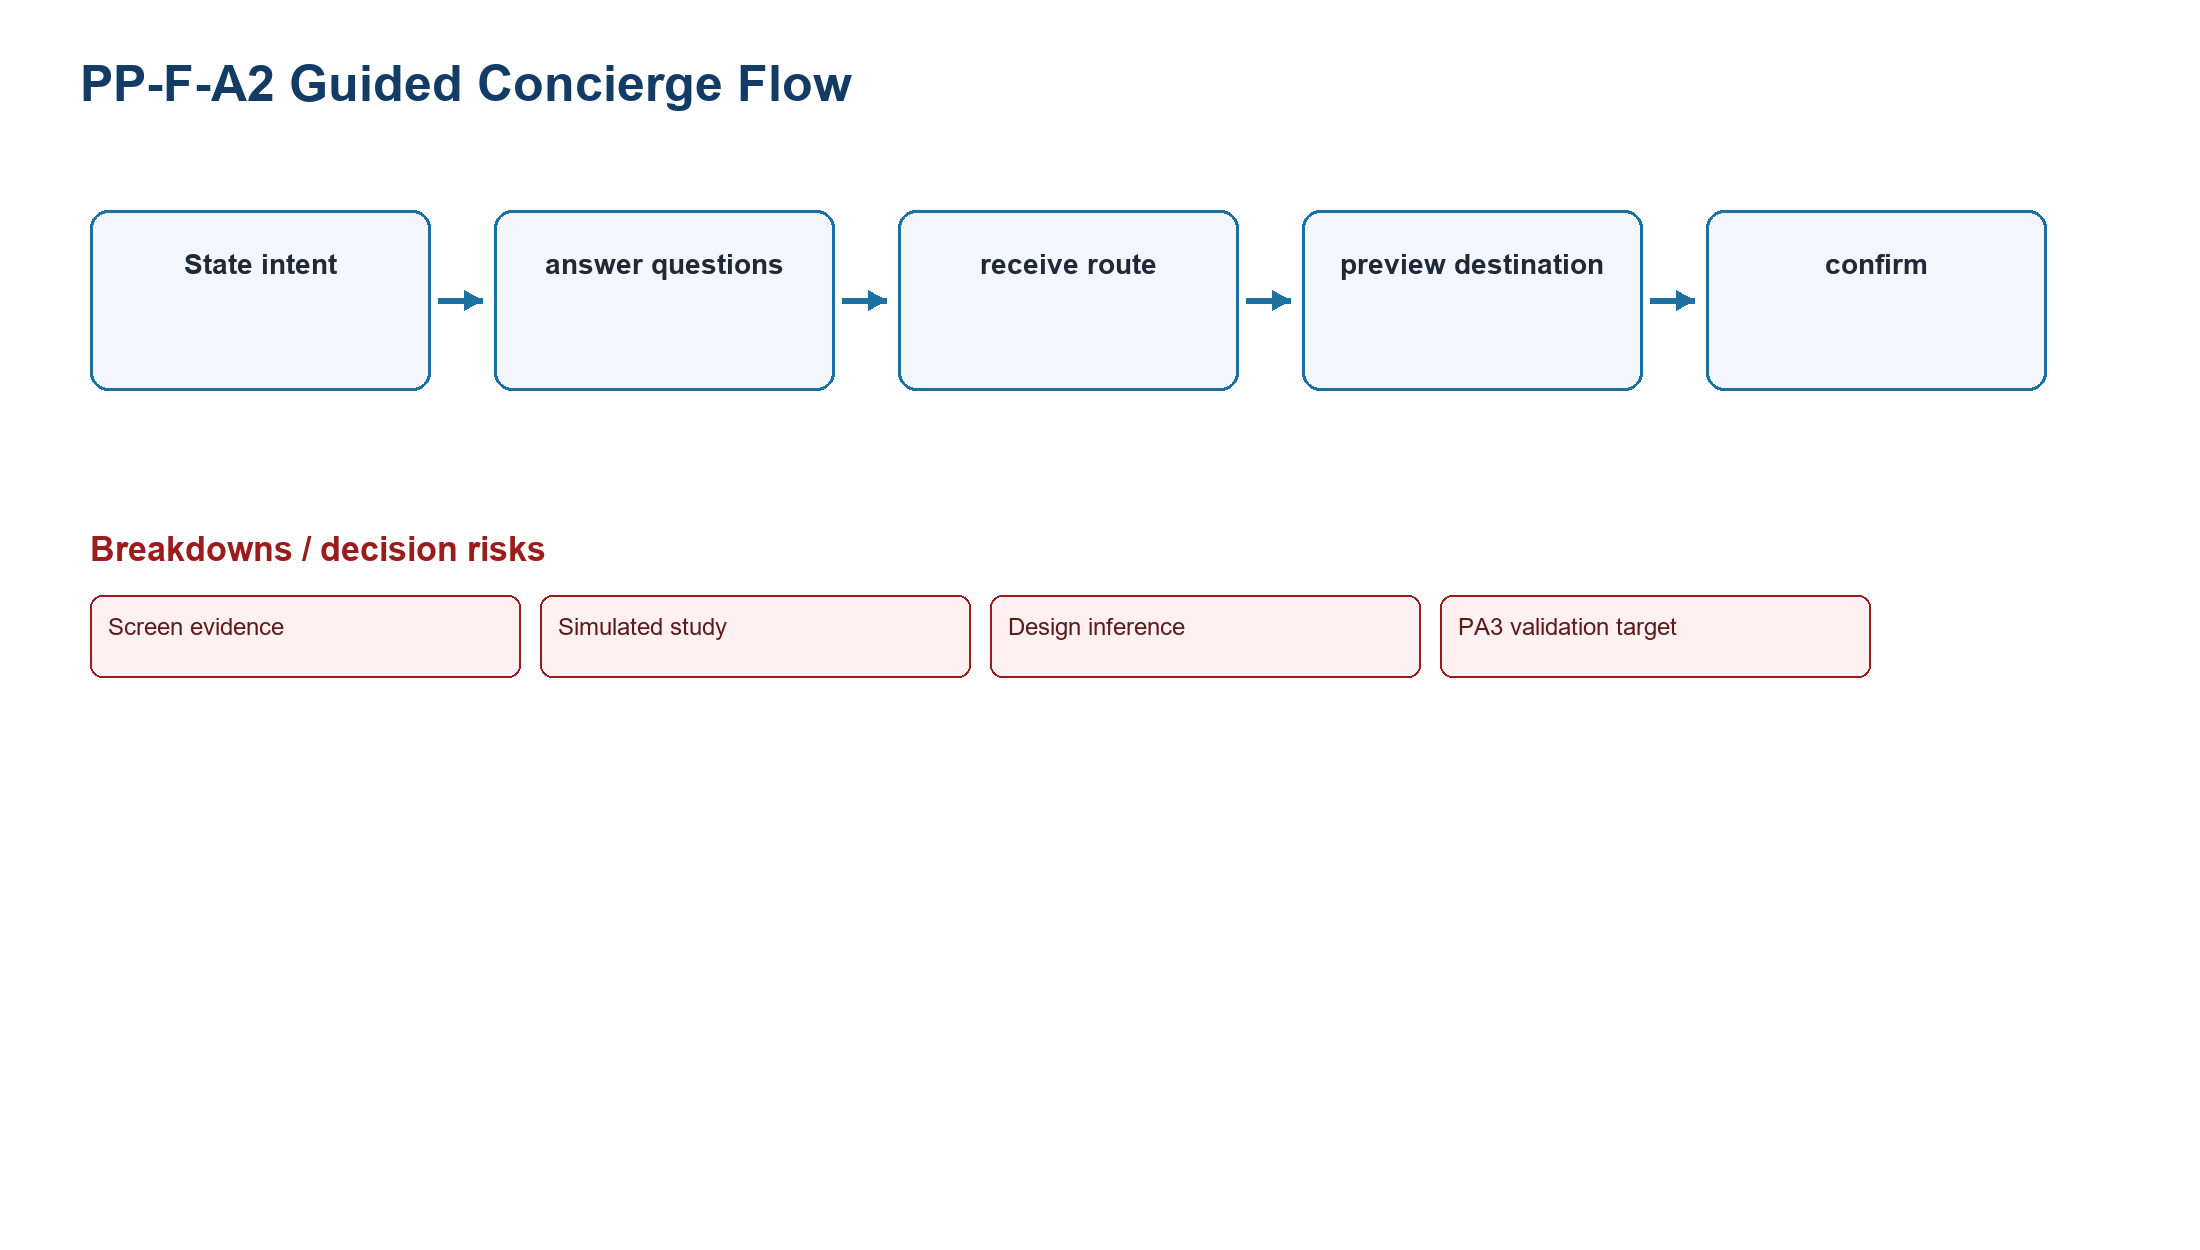 PP-F-A2 Guided Concierge Flow
State intent
answer questions
receive route
preview destination
confirm
Breakdowns / decision risks
Screen evidence
Simulated study
Design inference
PA3 validation target